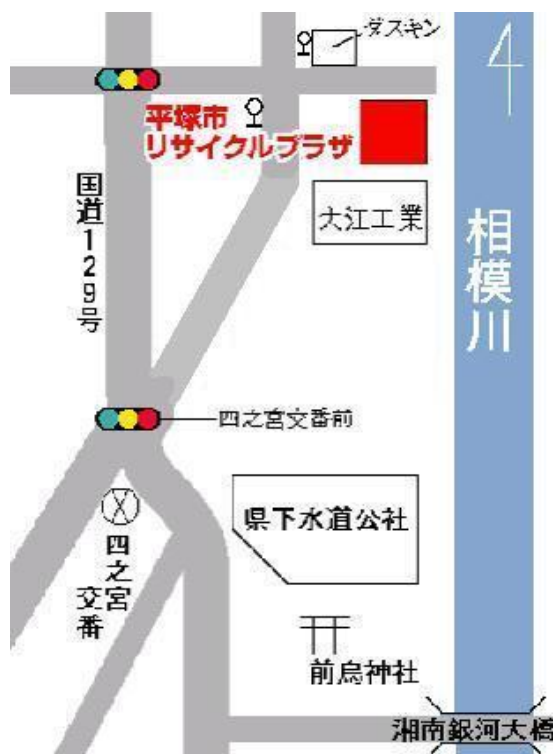 ダスキン
平塚市
リサイクルプラザ
国道129号
大江工業
相模川
四之宮交番前
四之宮
交番
県下水道公社
前鳥神社
湘南銀河大橋